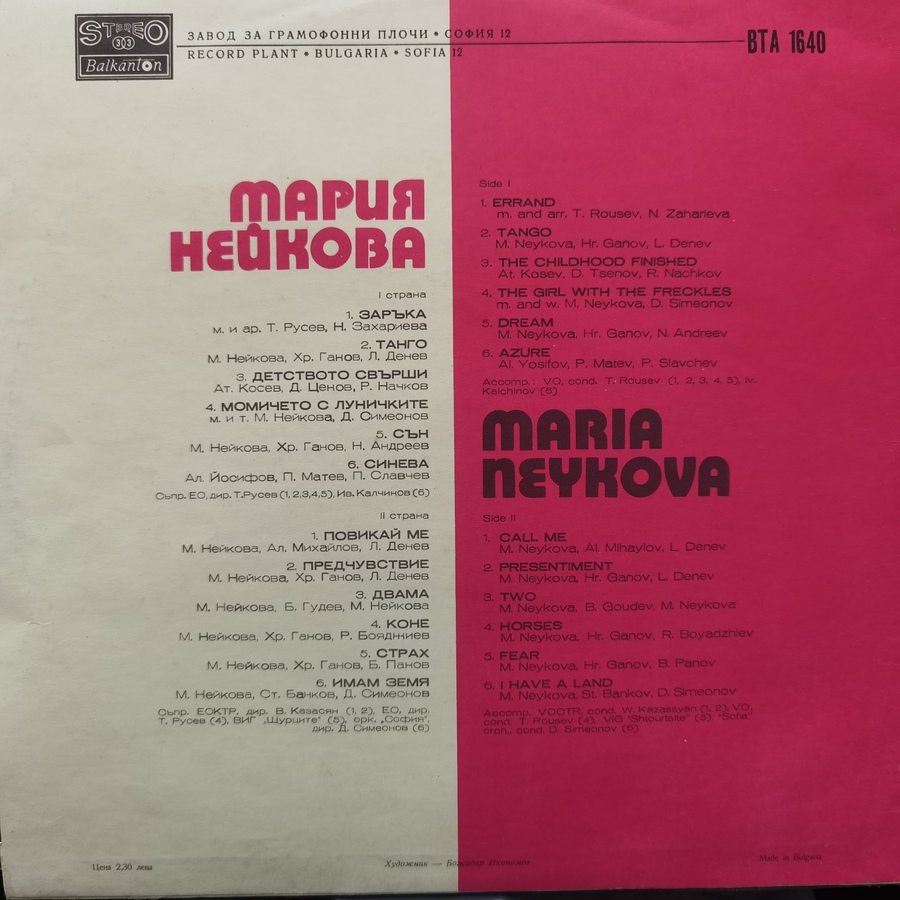 STEREO
33
Balkanton
ЗАВОД ЗА ГРАМОФОННИ ПЛОЧИ • СОФИЯ 12
RECORD PLANT • BULGARIA • SOFIA 12
ВТА 1640
МАРИЯ
НЕЙКОВА
I страна
1. ЗАРЪКА
м. и ар. Т. Русев, Н. Захариева
2. ТАНГО
М. Нейкова, Хр. Ганов, Л. Денев
3. ДЕТСТВОТО СВЪРШИ
Ат. Косев, Д. Ценов, Р. Начков
4. МОМИЧЕТО С ЛУНИЧКИТЕ
м. и т. М. Нейкова, Д. Симеонов
5. СЪН
М. Нейкова, Хр. Ганов, Н. Андреев
6. СИНЕВА
Ал. Йосифов, П. Матев, П. Славчев
Съпр. ЕО, дир. Т. Русев (1, 2, 3, 4, 5), Ив. Калчинов (6)
II страна
1. ПОВИКАЙ МЕ
М. Нейкова, Ал. Михайлов, Л. Денев
2. ПРЕДЧУВСТВИЕ
М. Нейкова, Хр. Ганов, Л. Денев
3. ДВАМА
М. Нейкова, Б. Гудев, М. Нейкова
4. КОНЕ
М. Нейкова, Хр. Ганов, Р. Бояджиев
5. СТРАХ
М. Нейкова, Хр. Ганов, Б. Панов
6. ИМАМ ЗЕМЯ
М. Нейкова, Ст. Банков, Д. Симеонов
Съпр. ЕОКТР, дир. В. Казасян (1, 2), ЕО, дир.
Т. Русев (4), ВИГ „Щурците" (5), орк. „София",
дир. Д. Симеонов (6)
Side I
1. ERRAND
m. and arr. T. Rousev, N. Zaharieva
2. TANGO
M. Neykova, Hr. Ganov, L. Denev
3. THE CHILDHOOD FINISHED
At. Kosev, D. Tsenov, R. Nachkov
4. THE GIRL WITH THE FRECKLES
m. and w. M. Neykova, D. Simeonov
5. DREAM
M. Neykova, Hr. Ganov, N. Andreev
6. AZURE
Al. Yosifov, P. Matev, P. Slavchev
Accomp.: VO, cond. T. Rousev (1, 2, 3, 4, 5), Iv.
Kalchinov (6)
MARIA
NEYKOVA
Side II
1. CALL ME
M. Neykova, Al. Mihaylov, L. Denev
2. PRESENTIMENT
M. Neykova, Hr. Ganov, L. Denev
3. TWO
M. Neykova, B. Goudev, M. Neykova
4. HORSES
M. Neykova, Hr. Ganov, R. Boyadzhiev
5. FEAR
M. Neykova, Hr. Ganov, B. Panov
6. I HAVE A LAND
M. Neykova, St. Bankov, D. Simeonov
Accomp. VOCTR, cond. W. Kazassyan (1, 2), VO,
cond. T. Rousev (4), VIG "Shtourtsite" (5), "Sofia"
orch., cond. D. Simeonov (6)
Цена 2,30 лева
Художник — Божидар Икономов
Made in Bulgaria